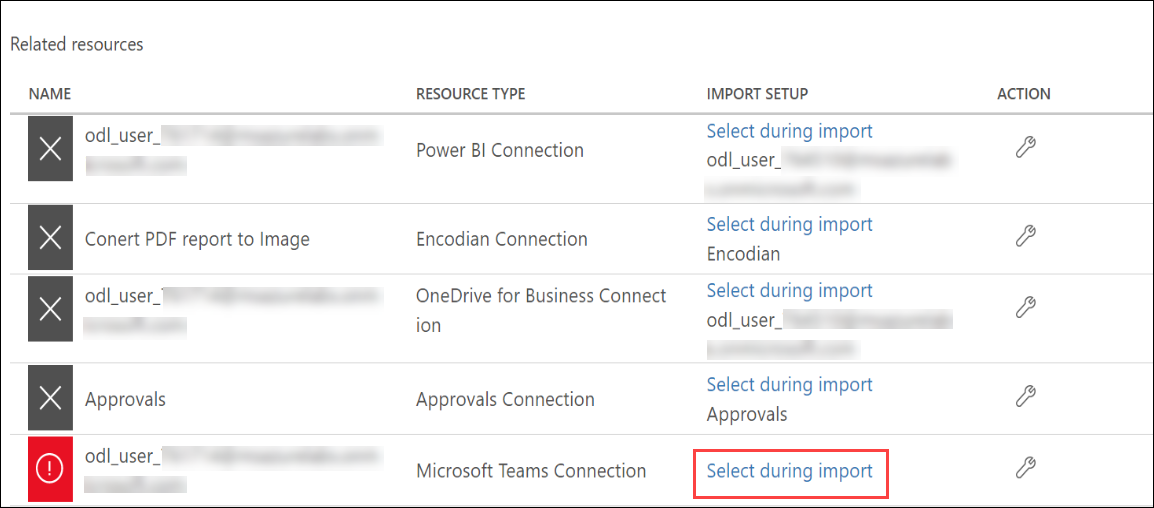 Related resources
NAME RESOURCE TYPE IMPORT SETUP ACTION
odl_user_
Power BI Connection
Select during import
odl_user_
Conert PDF report to Image
Encodian Connection
Select during import
Encodian
odl_user_
OneDrive for Business Connect
ion
Select during import
odl_user_
Approvals
Approvals Connection
Select during import
Approvals
odl_user_
Microsoft Teams Connection
Select during import